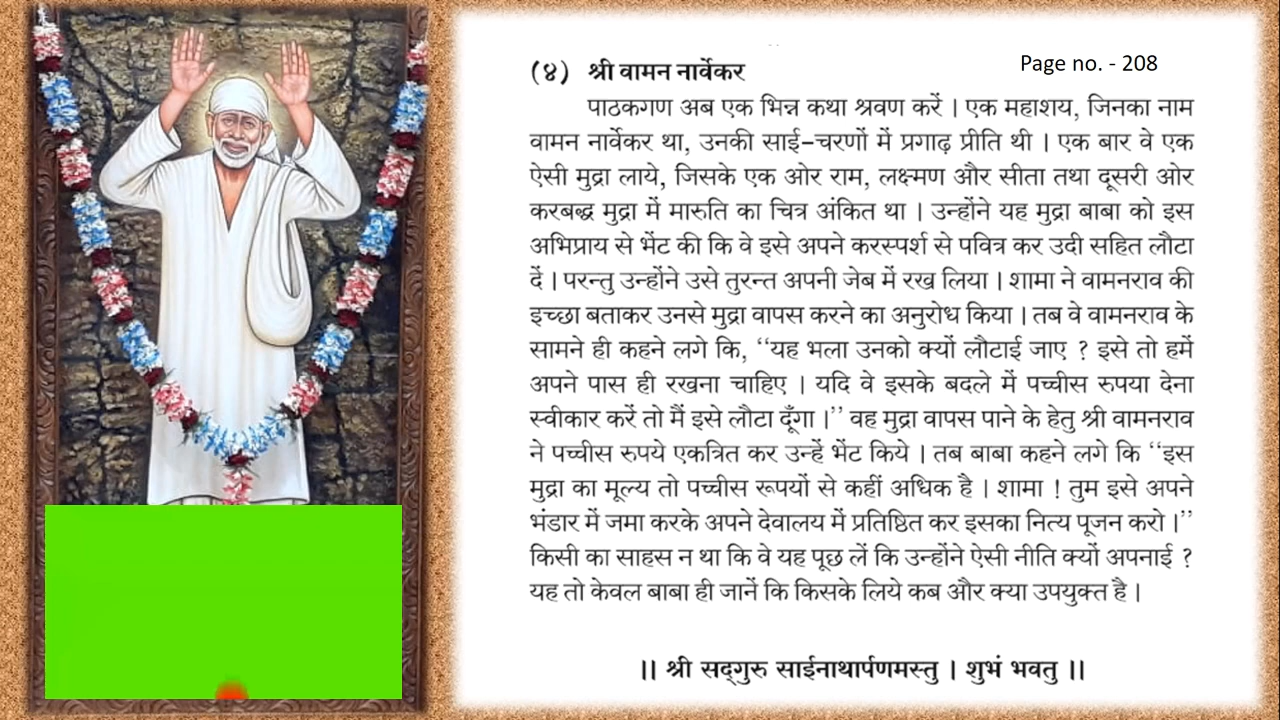 (४) श्री वामन नार्वेकर
Page no. - 208
पाठकगण अब एक भिन्न कथा श्रवण करें । एक महाशय, जिनका नाम
वामन नार्वेकर था, उनकी साई-चरणों में प्रगाढ़ प्रीति थी । एक बार वे एक
ऐसी मुद्रा लाये, जिसके एक ओर राम, लक्ष्मण और सीता तथा दूसरी ओर
करबद्ध मुद्रा में मारुति का चित्र अंकित था । उन्होंने यह मुद्रा बाबा को इस
अभिप्राय से भेंट की कि वे इसे अपने करस्पर्श से पवित्र कर उदी सहित लौटा
दें । परन्तु उन्होंने उसे तुरन्त अपनी जेब में रख लिया । शामा ने वामनराव की
इच्छा बताकर उनसे मुद्रा वापस करने का अनुरोध किया । तब वे वामनराव के
सामने ही कहने लगे कि, ‘‘यह भला उनको क्यों लौटाई जाए ? इसे तो हमें
अपने पास ही रखना चाहिए । यदि वे इसके बदले में पच्चीस रुपया देना
स्वीकार करें तो मैं इसे लौटा दूँगा ।’’ वह मुद्रा वापस पाने के हेतु श्री वामनराव
ने पच्चीस रुपये एकत्रित कर उन्हें भेंट किये । तब बाबा कहने लगे कि ‘‘इस
मुद्रा का मूल्य तो पच्चीस रूपयों से कहीं अधिक है । शामा ! तुम इसे अपने
भंडार में जमा करके अपने देवालय में प्रतिष्ठित कर इसका नित्य पूजन करो ।’’
किसी का साहस न था कि वे यह पूछ लें कि उन्होंने ऐसी नीति क्यों अपनाई ?
यह तो केवल बाबा ही जानें कि किसके लिये कब और क्या उपयुक्त है ।
।। श्री सद्‌गुरु साईनाथार्पणमस्तु । शुभं भवतु ।।